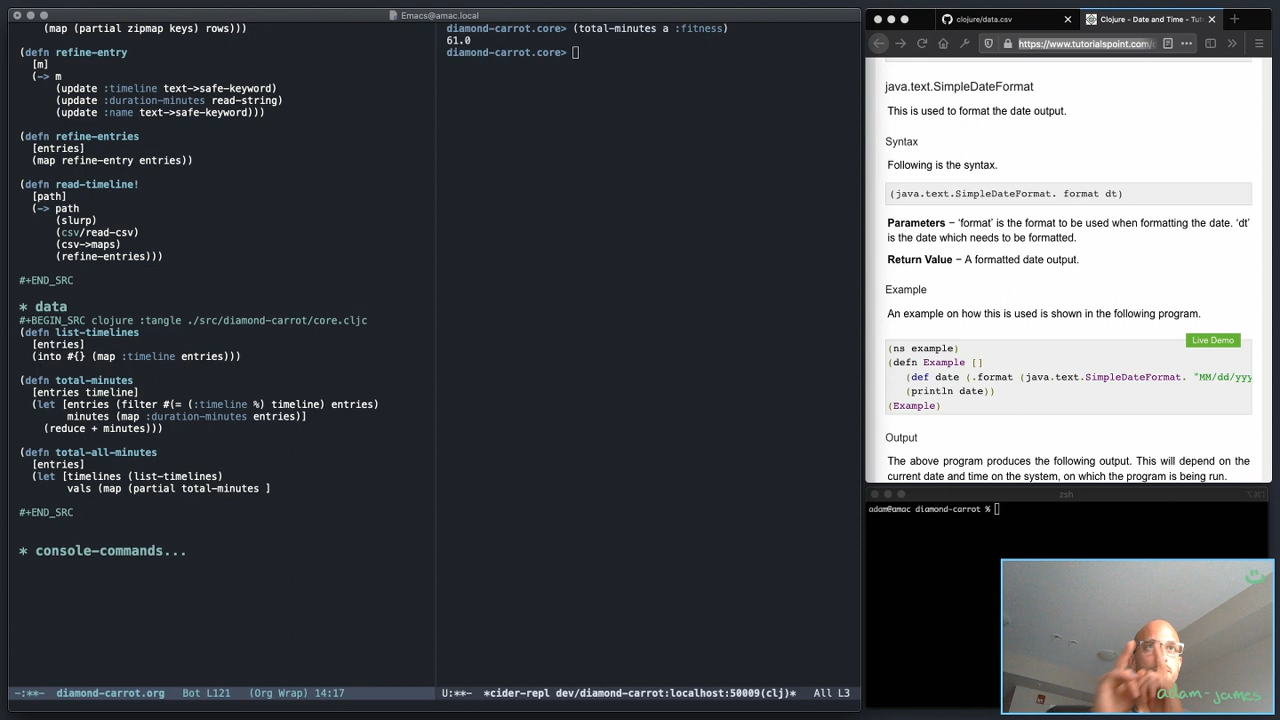 Emacs@amac.local
(map (partial zipmap keys) rows)))
(defn refine-entry
[m]
(-> m
(update :timeline text->safe-keyword)
(update :duration-minutes read-string)
(update :name text->safe-keyword)))
(defn refine-entries
[entries]
(map refine-entry entries))
(defn read-timeline!
[path]
(-> path
(slurp)
(csv/read-csv)
(csv->maps)
(refine-entries)))
#+END_SRC
* data
#+BEGIN_SRC clojure :tangle ./src/diamond-carrot/core.cljc
(defn list-timelines
[entries]
(into #{} (map :timeline entries)))
(defn total-minutes
[entries timeline]
(let [entries (filter #(= (:timeline %) timeline) entries)
minutes (map :duration-minutes entries)]
(reduce + minutes)))
(defn total-all-minutes
[entries]
(let [timelines (list-timelines)
vals (map (partial total-minutes ]
#+END_SRC
* console-commands...
-:**- diamond-carrot.org Bot L121 (Org Wrap) 14:17
diamond-carrot.core> (total-minutes a :fitness)
61.0
diamond-carrot.core>
U:**- *cider-repl dev/diamond-carrot:localhost:50009(clj)* All L3
clojure/data.csv
Clojure - Date and Time - Tuto
https://www.tutorialspoint.com/c
java.text.SimpleDateFormat
This is used to format the date output.
Syntax
Following is the syntax.
(java.text.SimpleDateFormat. format dt)
Parameters − ‘format’ is the format to be used when formatting the date. ‘dt’
is the date which needs to be formatted.
Return Value − A formatted date output.
Example
An example on how this is used is shown in the following program.
Live Demo
(ns example)
(defn Example []
(def date (.format (java.text.SimpleDateFormat. "MM/dd/yyy
(println date))
(Example)
Output
The above program produces the following output. This will depend on the
current date and time on the system, on which the program is being run.
zsh
adam@amac diamond-carrot %
adam-james